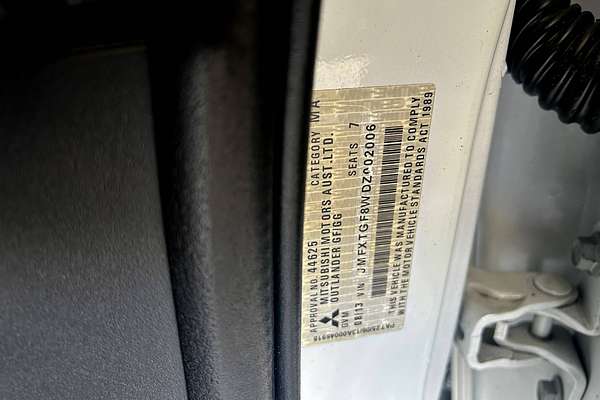 APPROVAL NO. 44625 CATEGORY MA
MITSUBISHI MOTORS AUST. LTD.
OUTLANDER GF/GG
GVM SEATS 7
08/13 VIN JMFXTGF8WDZ002006
THIS VEHICLE WAS MANUFACTURED TO COMPLY
WITH THE MOTOR VEHICLE STANDARDS ACT 1989